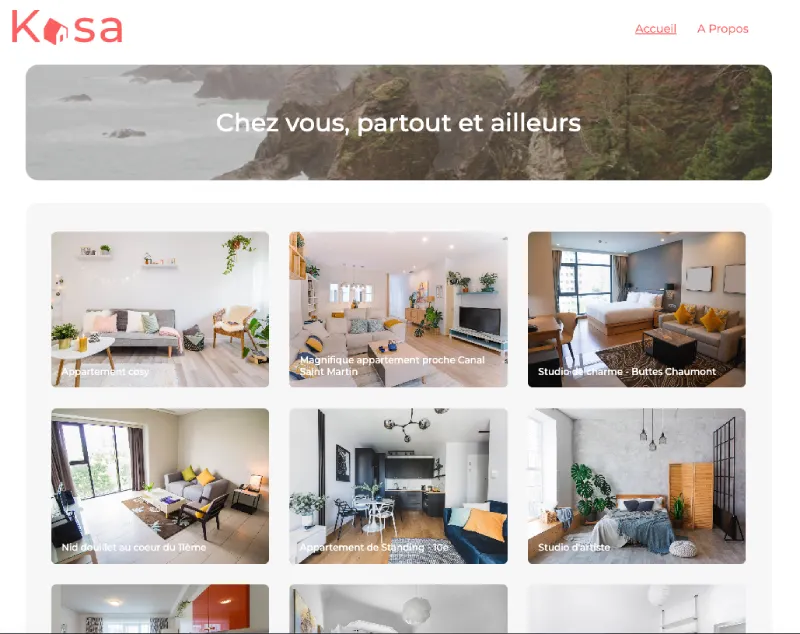 Kasa
Accueil
A Propos
Chez vous, partout et ailleurs
Appartement cosy
Magnifique appartement proche Canal
Saint Martin
Studio de charme - Buttes Chaumont
Nid douillet au coeur du 11ème
Appartement de Standing - 10e
Studio d'artiste